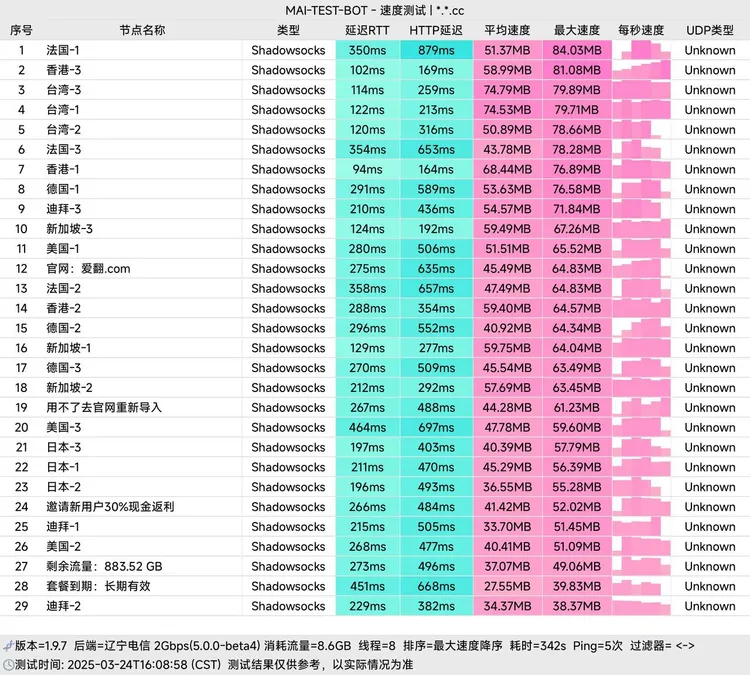 MAI-TEST-BOT - 速度测试 | *.*.cc
序号 节点名称 类型 延迟RTT HTTP延迟 平均速度 最大速度 每秒速度 UDP类型
1 法国-1 Shadowsocks 350ms 879ms 51.37MB 84.03MB Unknown
2 香港-3 Shadowsocks 102ms 169ms 58.99MB 81.08MB Unknown
3 台湾-3 Shadowsocks 114ms 259ms 74.79MB 79.89MB Unknown
4 台湾-1 Shadowsocks 122ms 213ms 74.53MB 79.71MB Unknown
5 台湾-2 Shadowsocks 120ms 316ms 50.89MB 78.66MB Unknown
6 法国-3 Shadowsocks 354ms 653ms 43.78MB 78.28MB Unknown
7 香港-1 Shadowsocks 94ms 164ms 68.44MB 76.89MB Unknown
8 德国-1 Shadowsocks 291ms 589ms 53.63MB 76.58MB Unknown
9 迪拜-3 Shadowsocks 210ms 436ms 54.57MB 71.84MB Unknown
10 新加坡-3 Shadowsocks 124ms 192ms 59.49MB 67.26MB Unknown
11 美国-1 Shadowsocks 280ms 506ms 51.51MB 65.52MB Unknown
12 官网：爱翻.com Shadowsocks 275ms 635ms 45.49MB 64.83MB Unknown
13 法国-2 Shadowsocks 358ms 657ms 47.49MB 64.83MB Unknown
14 香港-2 Shadowsocks 288ms 354ms 59.40MB 64.57MB Unknown
15 德国-2 Shadowsocks 296ms 552ms 40.92MB 64.34MB Unknown
16 新加坡-1 Shadowsocks 129ms 277ms 59.75MB 64.04MB Unknown
17 德国-3 Shadowsocks 270ms 509ms 45.54MB 63.49MB Unknown
18 新加坡-2 Shadowsocks 212ms 292ms 57.69MB 63.45MB Unknown
19 用不了去官网重新导入 Shadowsocks 267ms 488ms 44.28MB 61.23MB Unknown
20 美国-3 Shadowsocks 464ms 697ms 47.78MB 59.60MB Unknown
21 日本-3 Shadowsocks 197ms 403ms 40.39MB 57.79MB Unknown
22 日本-1 Shadowsocks 211ms 470ms 45.29MB 56.39MB Unknown
23 日本-2 Shadowsocks 196ms 493ms 36.55MB 55.28MB Unknown
24 邀请新用户30%现金返利 Shadowsocks 266ms 484ms 41.42MB 52.02MB Unknown
25 迪拜-1 Shadowsocks 215ms 505ms 33.70MB 51.45MB Unknown
26 美国-2 Shadowsocks 268ms 477ms 40.41MB 51.09MB Unknown
27 剩余流量：883.52 GB Shadowsocks 273ms 496ms 37.07MB 49.06MB Unknown
28 套餐到期：长期有效 Shadowsocks 451ms 668ms 27.55MB 39.83MB Unknown
29 迪拜-2 Shadowsocks 229ms 382ms 34.37MB 38.37MB Unknown
版本=1.9.7 后端=辽宁电信 2Gbps(5.0.0-beta4) 消耗流量=8.6GB 线程=8 排序=最大速度降序 耗时=342s Ping=5次 过滤器= <->
测试时间: 2025-03-24T16:08:58 (CST) 测试结果仅供参考，以实际情况为准